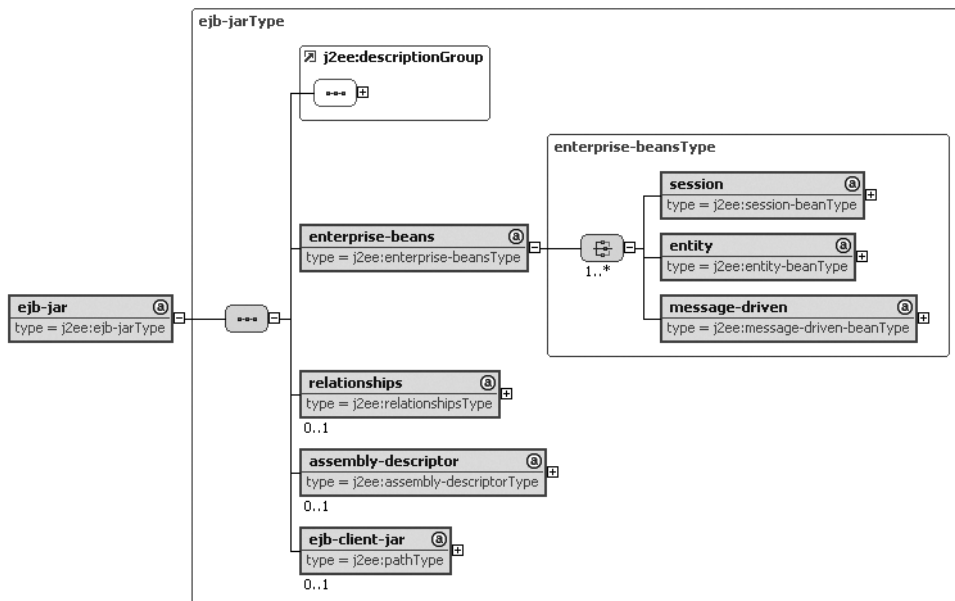 ejb-jarType
j2ee:descriptionGroup
enterprise-beansType
session
type = j2ee:session-beanType
enterprise-beans
type = j2ee:enterprise-beansType
1..*
entity
type = j2ee:entity-beanType
ejb-jar
type = j2ee:ejb-jarType
message-driven
type = j2ee:message-driven-beanType
relationships
type = j2ee:relationshipsType
0..1
assembly-descriptor
type = j2ee:assembly-descriptorType
0..1
ejb-client-jar
type = j2ee:pathType
0..1